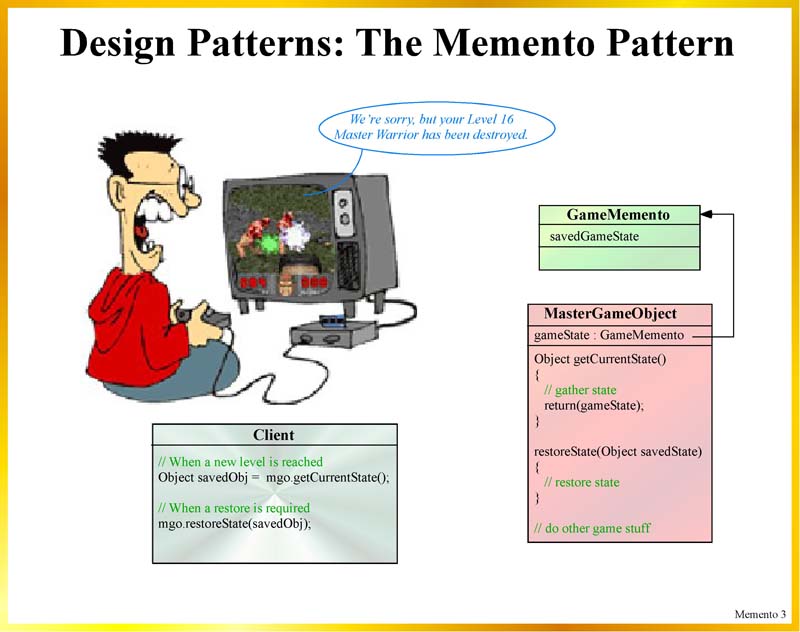 Design Patterns: The Memento Pattern
We're sorry, but your Level 16
Master Warrior has been destroyed.
GameMemento
savedGameState
MasterGameObject
gameState : GameMemento
Object getCurrentState()
{
// gather state
return(gameState);
}
restoreState(Object savedState)
{
// restore state
}
// do other game stuff
Client
// When a new level is reached
Object savedObj = mgo.getCurrentState();
// When a restore is required
mgo.restoreState(savedObj);
Memento 3